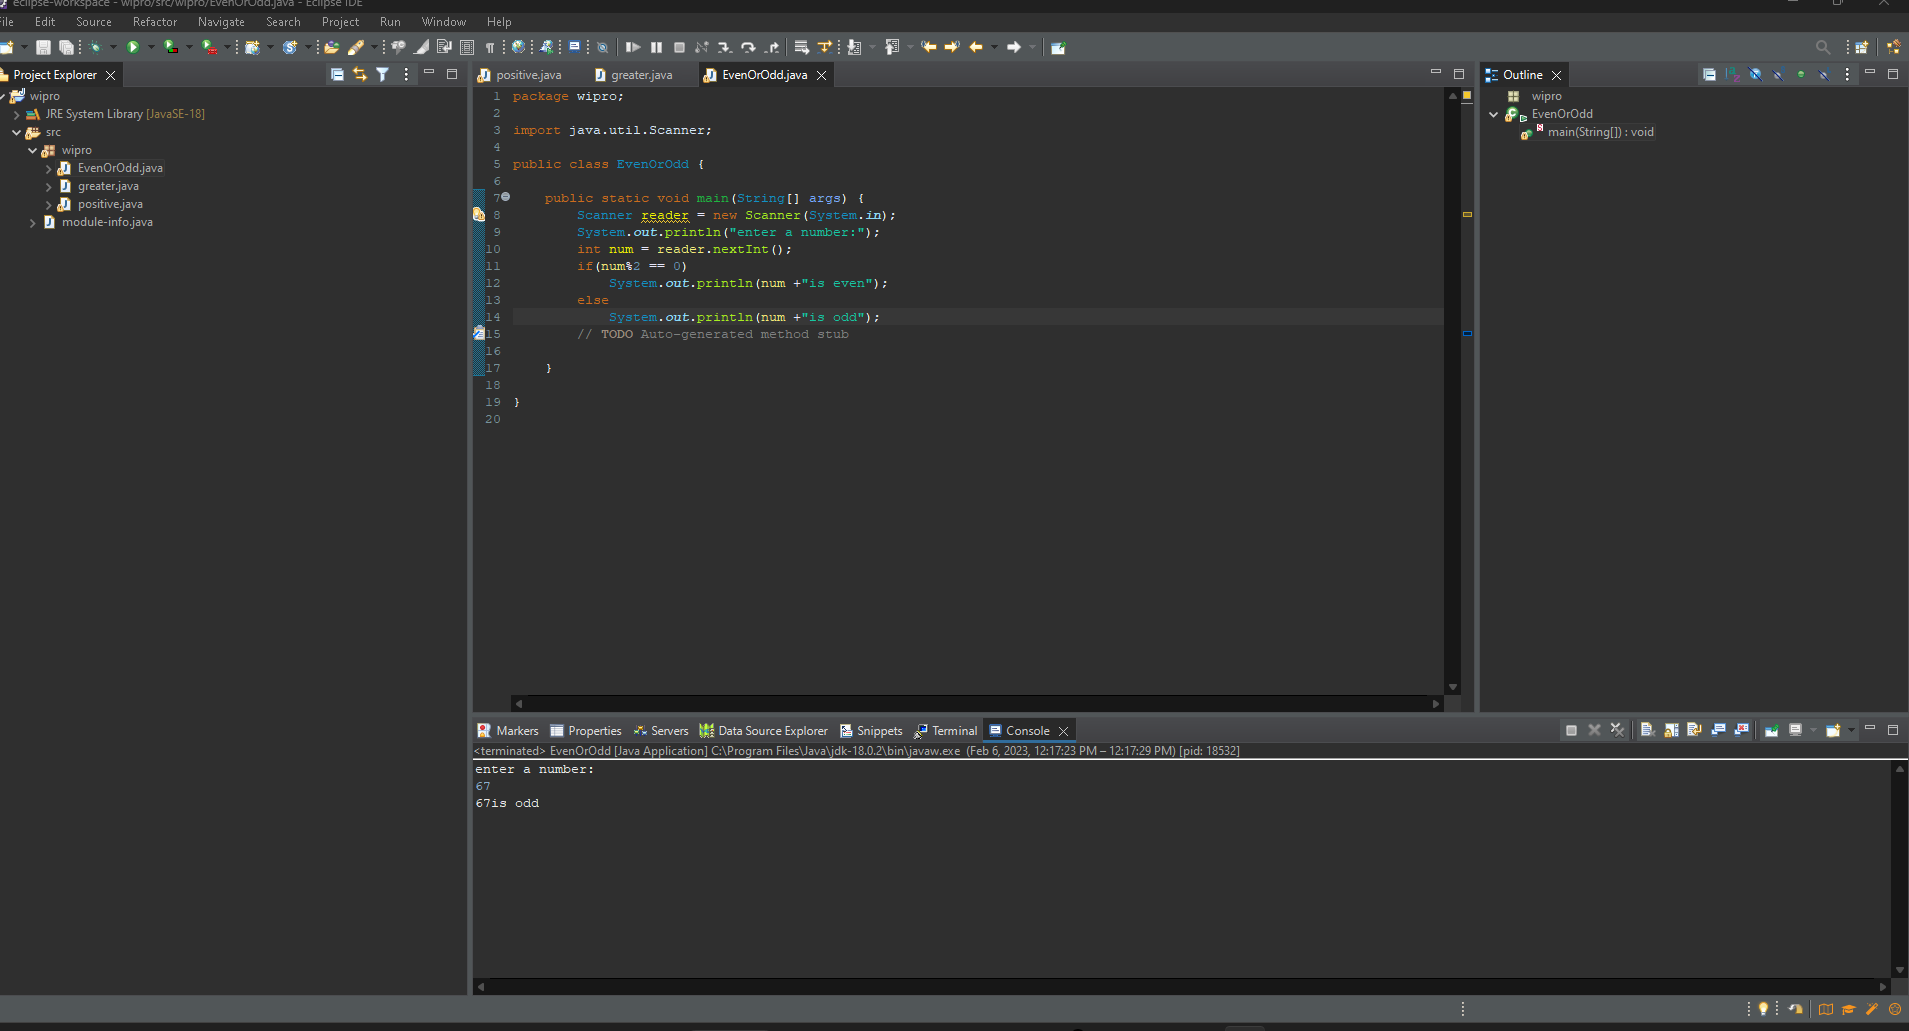 eclipse-workspace - wipro/src/wipro/EvenOrOdd.java - Eclipse IDE
File Edit Source Refactor Navigate Search Project Run Window Help
Project Explorer
wipro
JRE System Library [JavaSE-18]
src
wipro
EvenOrOdd.java
greater.java
positive.java
module-info.java
positive.java greater.java EvenOrOdd.java
1 package wipro;
2
3 import java.util.Scanner;
4
5 public class EvenOrOdd {
6
7 public static void main(String[] args) {
8 Scanner reader = new Scanner(System.in);
9 System.out.println("enter a number:");
10 int num = reader.nextInt();
11 if(num%2 == 0)
12 System.out.println(num +"is even");
13 else
14 System.out.println(num +"is odd");
15 // TODO Auto-generated method stub
16
17 }
18
19 }
20
Outline
wipro
EvenOrOdd
main(String[]) : void
Markers Properties Servers Data Source Explorer Snippets Terminal Console
<terminated> EvenOrOdd [Java Application] C:\Program Files\Java\jdk-18.0.2\bin\javaw.exe (Feb 6, 2023, 12:17:23 PM – 12:17:29 PM) [pid: 18532]
enter a number:
67
67is odd